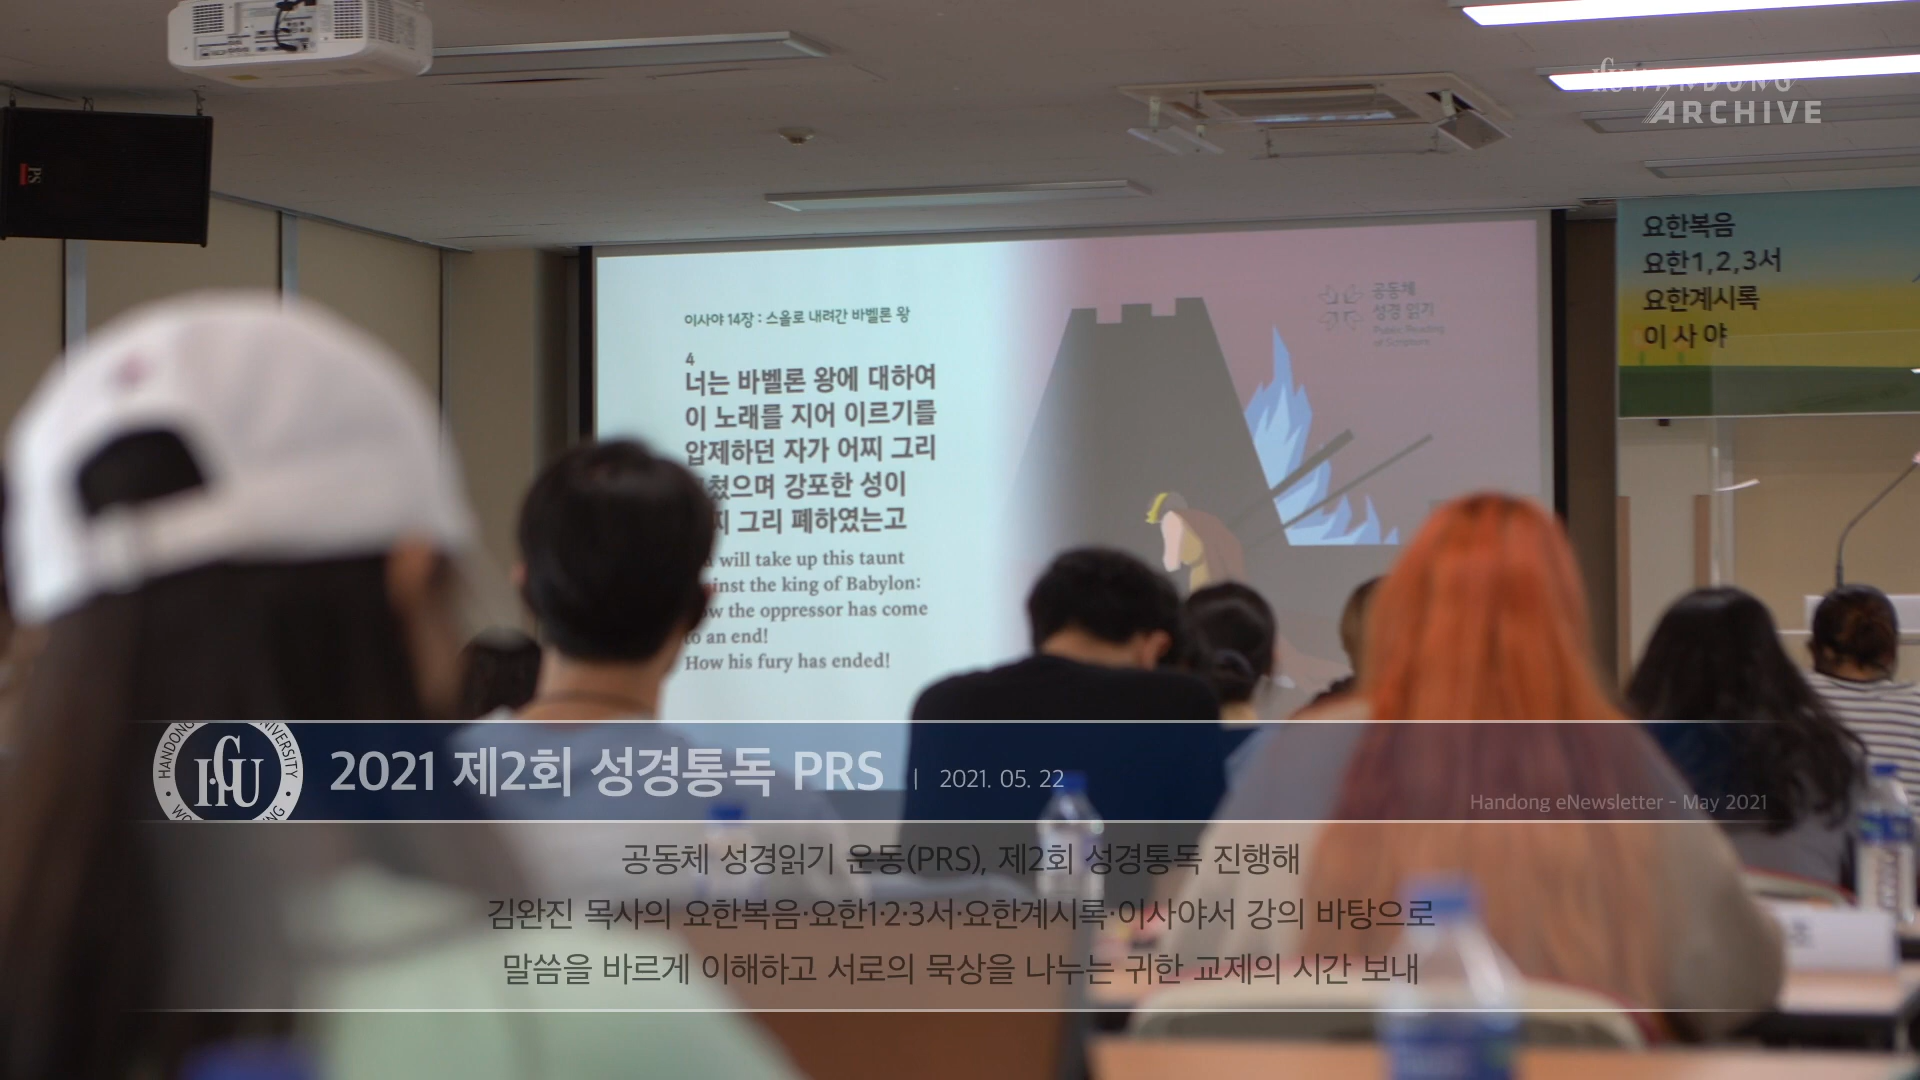 HANDONG
ARCHIVE
PS
요한복음
요한1,2,3서
요한계시록
이사야
공동체
성경 읽기
Public Reading
of Scripture
이사야 14장 : 스올로 내려간 바벨론 왕
4
너는 바벨론 왕에 대하여
이 노래를 지어 이르기를
압제하던 자가 어찌 그리
쳤으며 강포한 성이
그리 폐하였는고
will take up this taunt
the king of Babylon:
the oppressor has come
to an end!
How his fury has ended!
HANDONG UNIVERSITY
HGU
2021 제2회 성경통독 PRS | 2021. 05. 22
Handong eNewsletter - May 2021
공동체 성경읽기 운동(PRS), 제2회 성경통독 진행해
김완진 목사의 요한복음·요한1·2·3서·요한계시록·이사야서 강의 바탕으로
말씀을 바르게 이해하고 서로의 묵상을 나누는 귀한 교제의 시간 보내